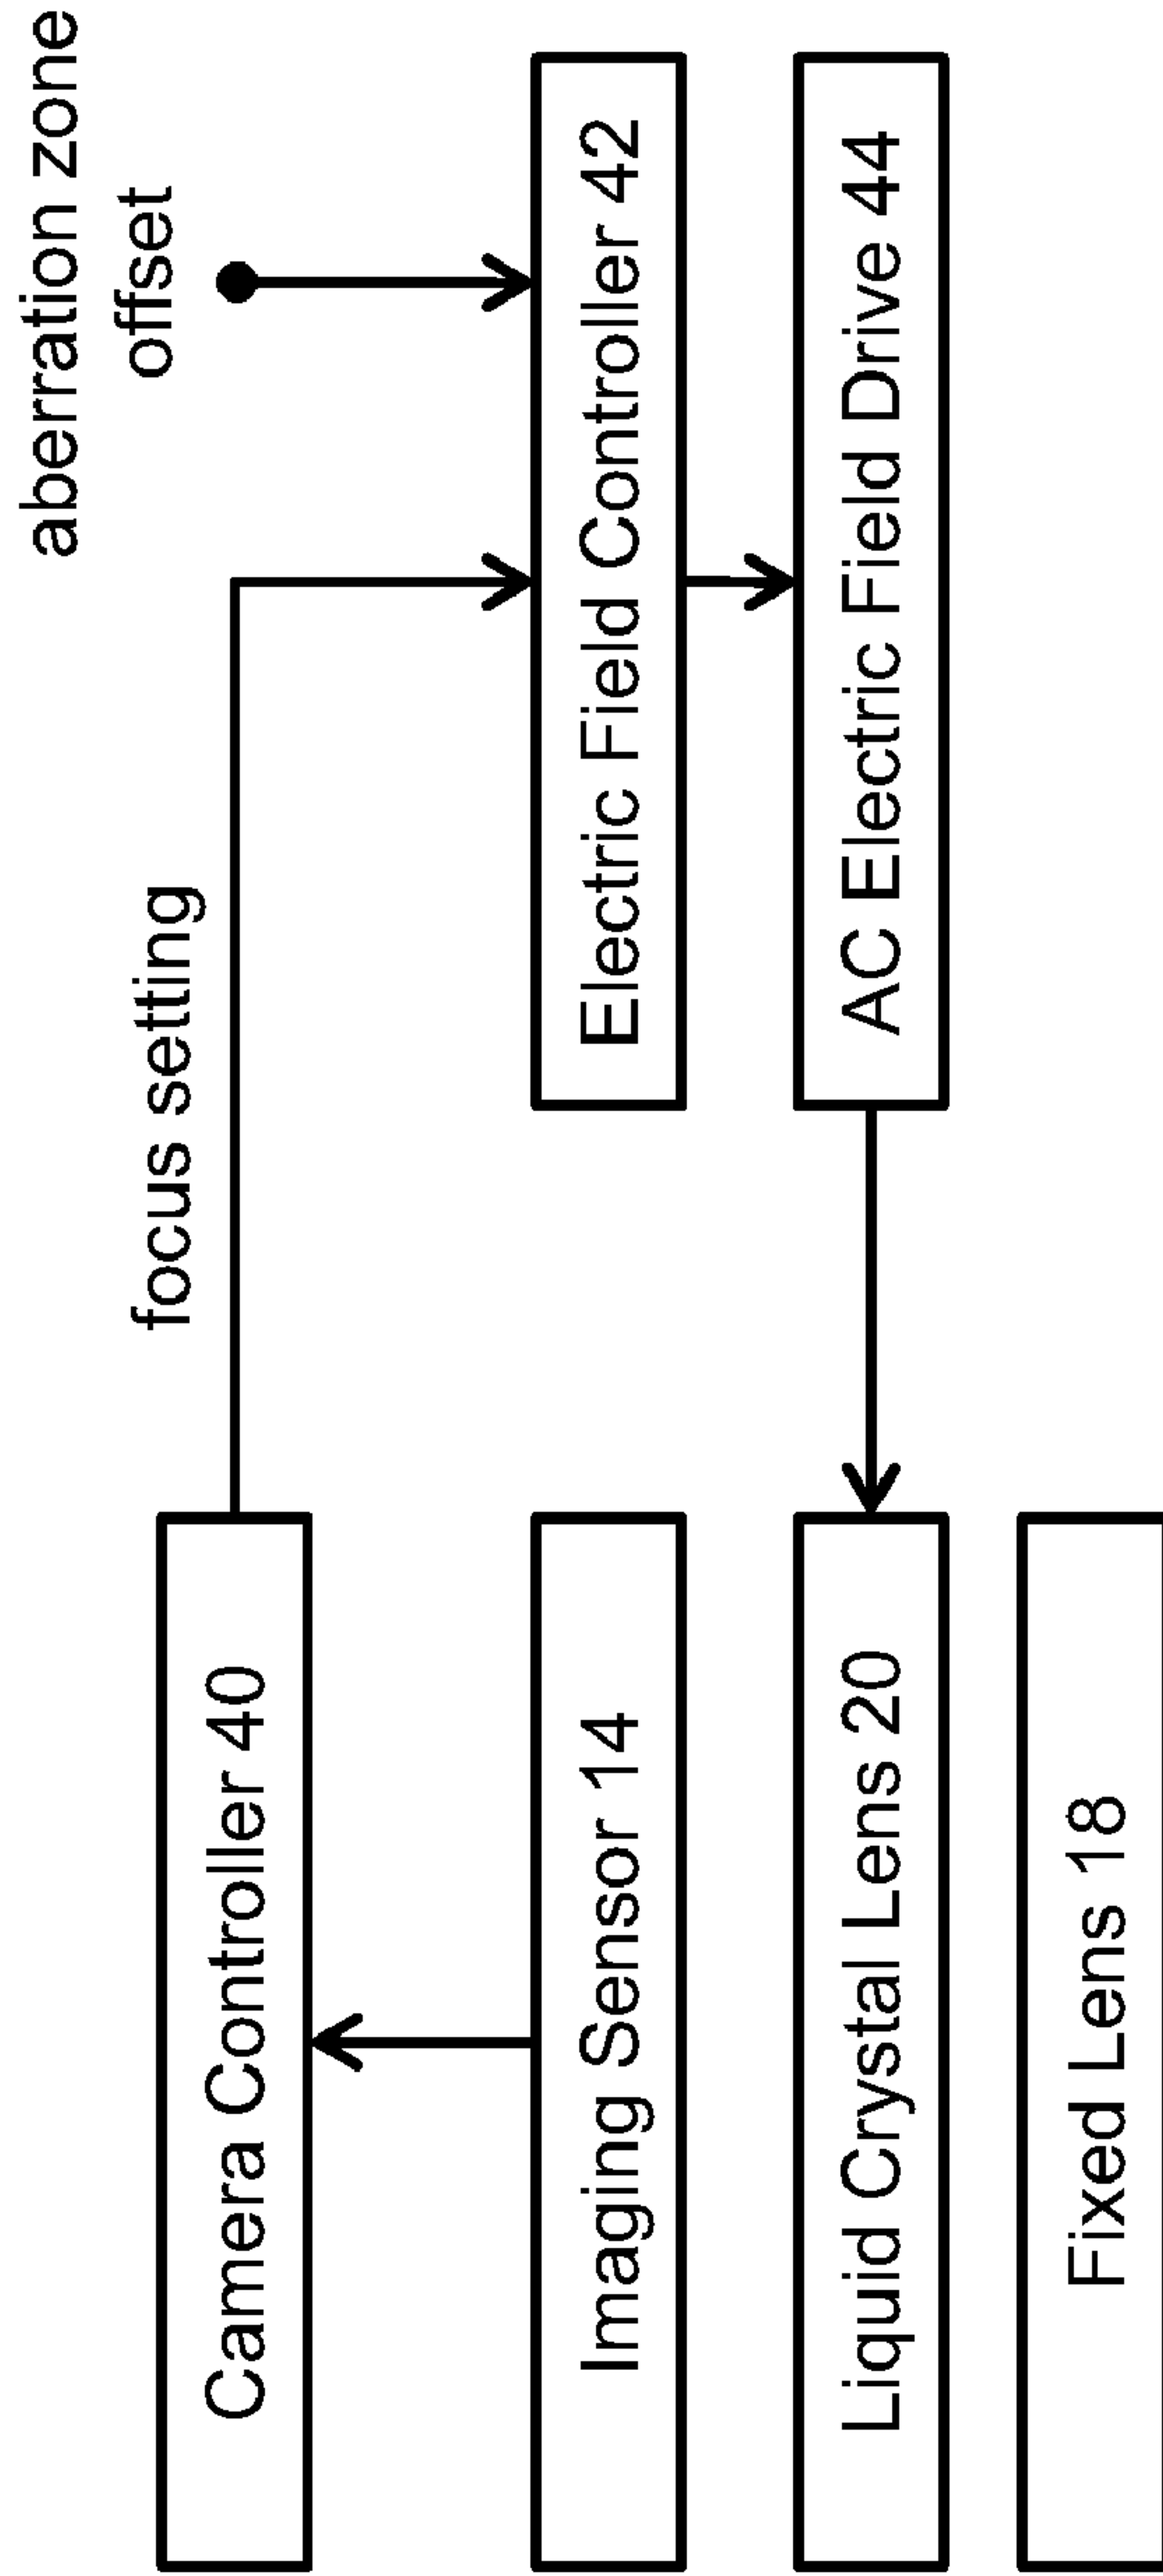 aberration zone
offset
focus setting
Camera Controller 40
Electric Field Controller 42
Imaging Sensor 14
AC Electric Field Drive 44
Liquid Crystal Lens 20
Fixed Lens 18